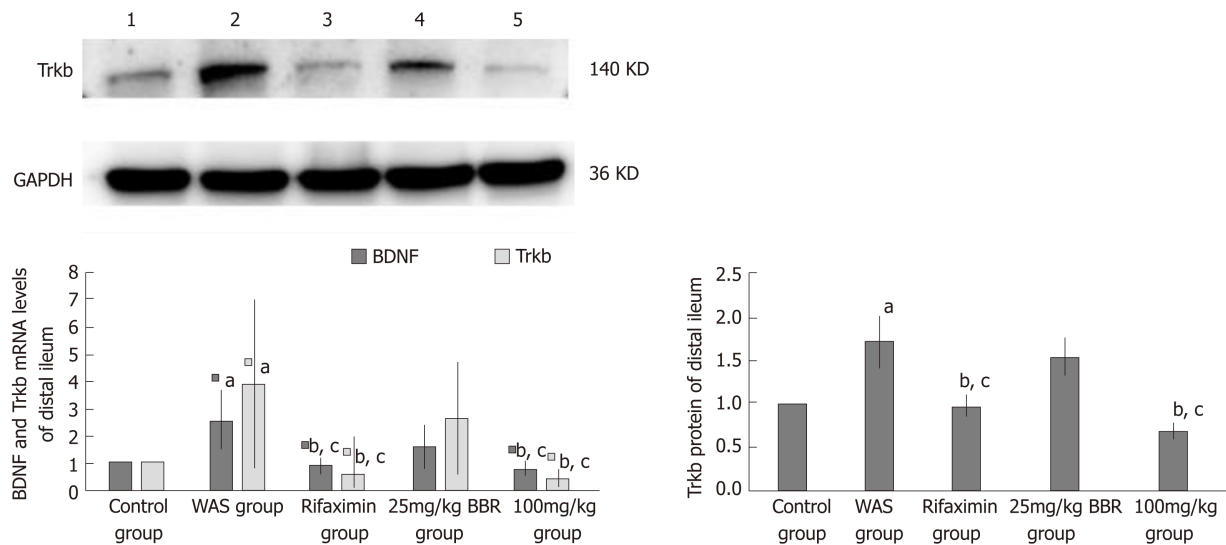 1 2 3 4 5
Trkb 140 KD
GAPDH 36 KD
BDNF Trkb
BDNF and Trkb mRNA levels
of distal ileum
8
7
6
5
4
3
2
1
0
a a
b, c b, c
b, c b, c
Control
group
WAS group
Rifaximin
group
25mg/kg BBR
100mg/kg
group
Trkb protein of distal ileum
2.5
2.0
1.5
1.0
0.5
0.0
a
b, c
b, c
Control
group
WAS
group
Rifaximin
group
25mg/kg BBR
100mg/kg
group